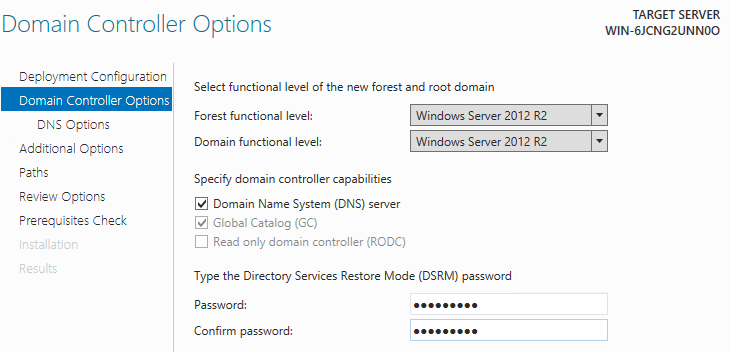 Domain Controller Options
TARGET SERVER
WIN-6JCNG2UNN0O
Deployment Configuration
Domain Controller Options
DNS Options
Additional Options
Paths
Review Options
Prerequisites Check
Installation
Results
Select functional level of the new forest and root domain
Forest functional level: Windows Server 2012 R2
Domain functional level: Windows Server 2012 R2
Specify domain controller capabilities
Domain Name System (DNS) server
Global Catalog (GC)
Read only domain controller (RODC)
Type the Directory Services Restore Mode (DSRM) password
Password: ●●●●●●●●●
Confirm password: ●●●●●●●●●